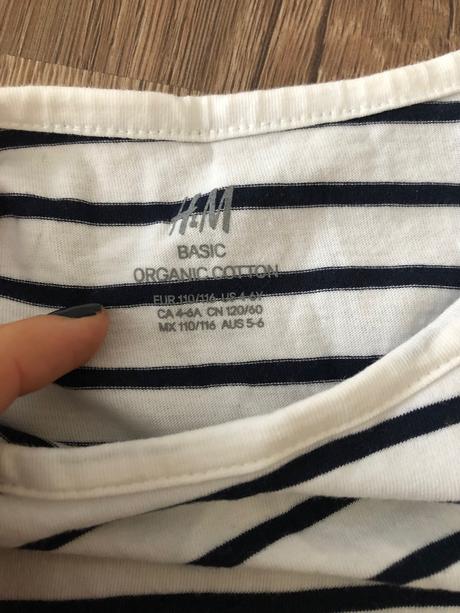 H&M
BASIC
ORGANIC COTTON
EUR 110/116 US 4-6Y
CA 4-6A CN 120/60
MX 110/116 AUS 5-6